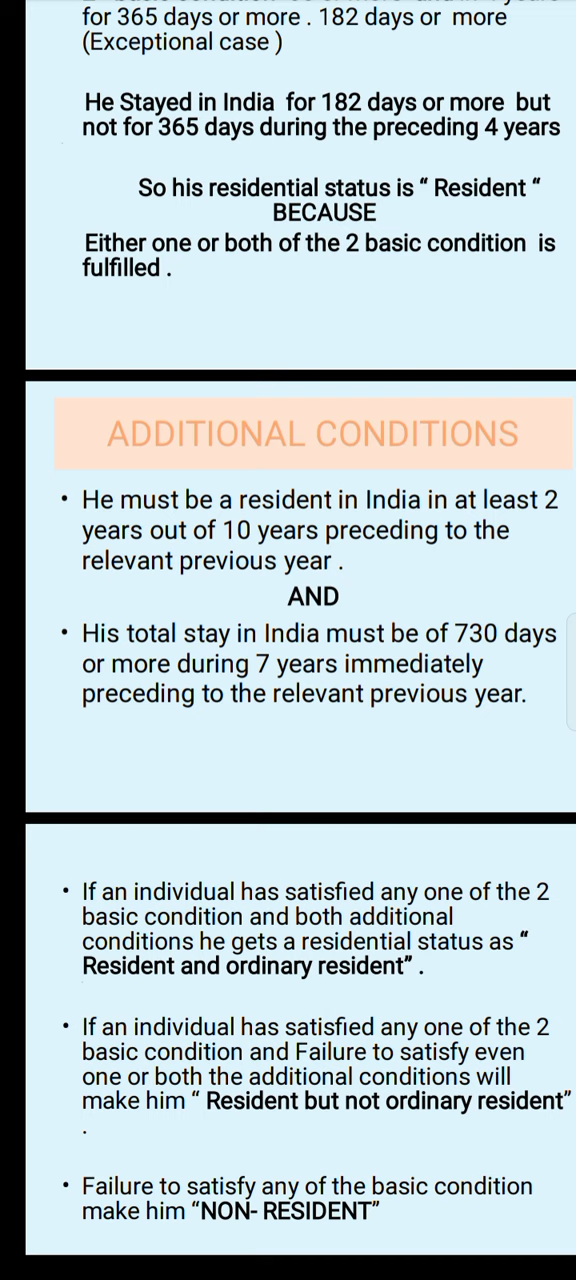 for 365 days or more . 182 days or  more
(Exceptional case )
He Stayed in India  for 182 days or more  but
not for 365 days during the preceding 4 years
So his residential status is “ Resident “
BECAUSE
Either one or both of the 2 basic condition  is
fulfilled .
ADDITIONAL CONDITIONS
• He must be a resident in India in at least 2
years out of 10 years preceding to the
relevant previous year .
AND
• His total stay in India must be of 730 days
or more during 7 years immediately
preceding to the relevant previous year.
• If an individual has satisfied any one of the 2
basic condition and both additional
conditions he gets a residential status as “
Resident and ordinary resident” .
• If an individual has satisfied any one of the 2
basic condition and Failure to satisfy even
one or both the additional conditions will
make him “ Resident but not ordinary resident”
.
• Failure to satisfy any of the basic condition
make him “NON- RESIDENT”